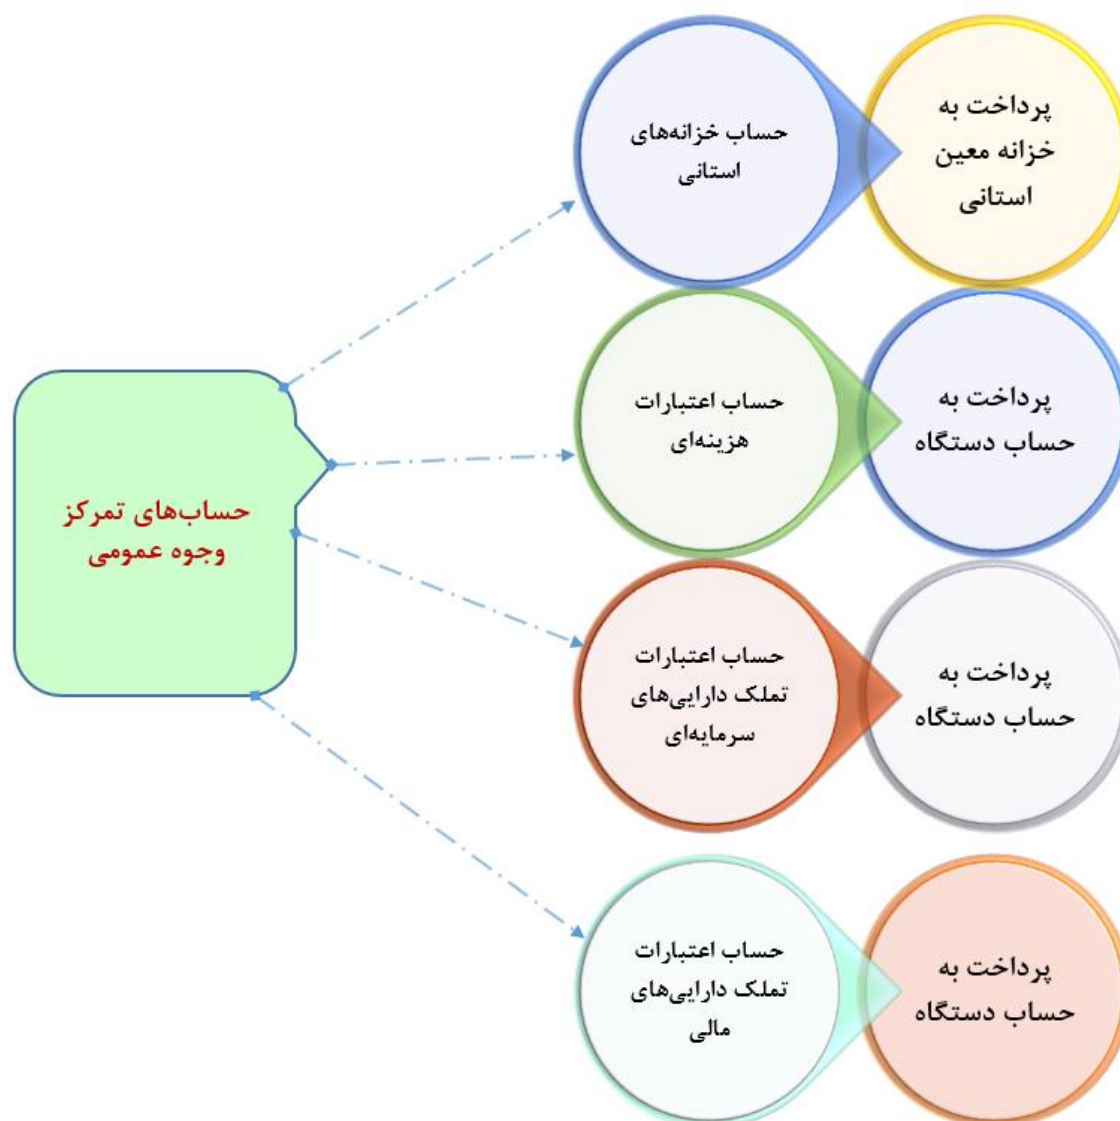 حساب‌های تمرکز
وجوه عمومی
حساب خزانه‌های
استانی
پرداخت به
خزانه معین
استانی
حساب اعتبارات
هزینه‌ای
پرداخت به
حساب دستگاه
حساب اعتبارات
تملک دارایی‌های
سرمایه‌ای
پرداخت به
حساب دستگاه
حساب اعتبارات
تملک دارایی‌های
مالی
پرداخت به
حساب دستگاه